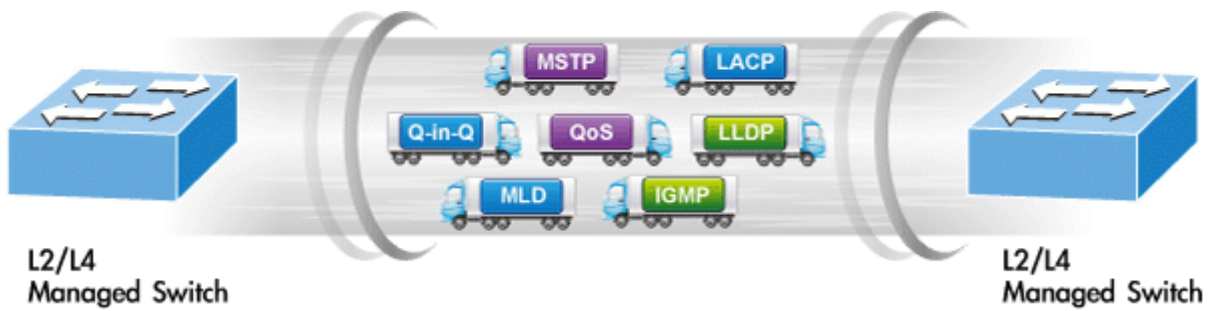 MSTP
LACP
Q-in-Q
QoS
LLDP
MLD
IGMP
L2/L4
Managed Switch
L2/L4
Managed Switch